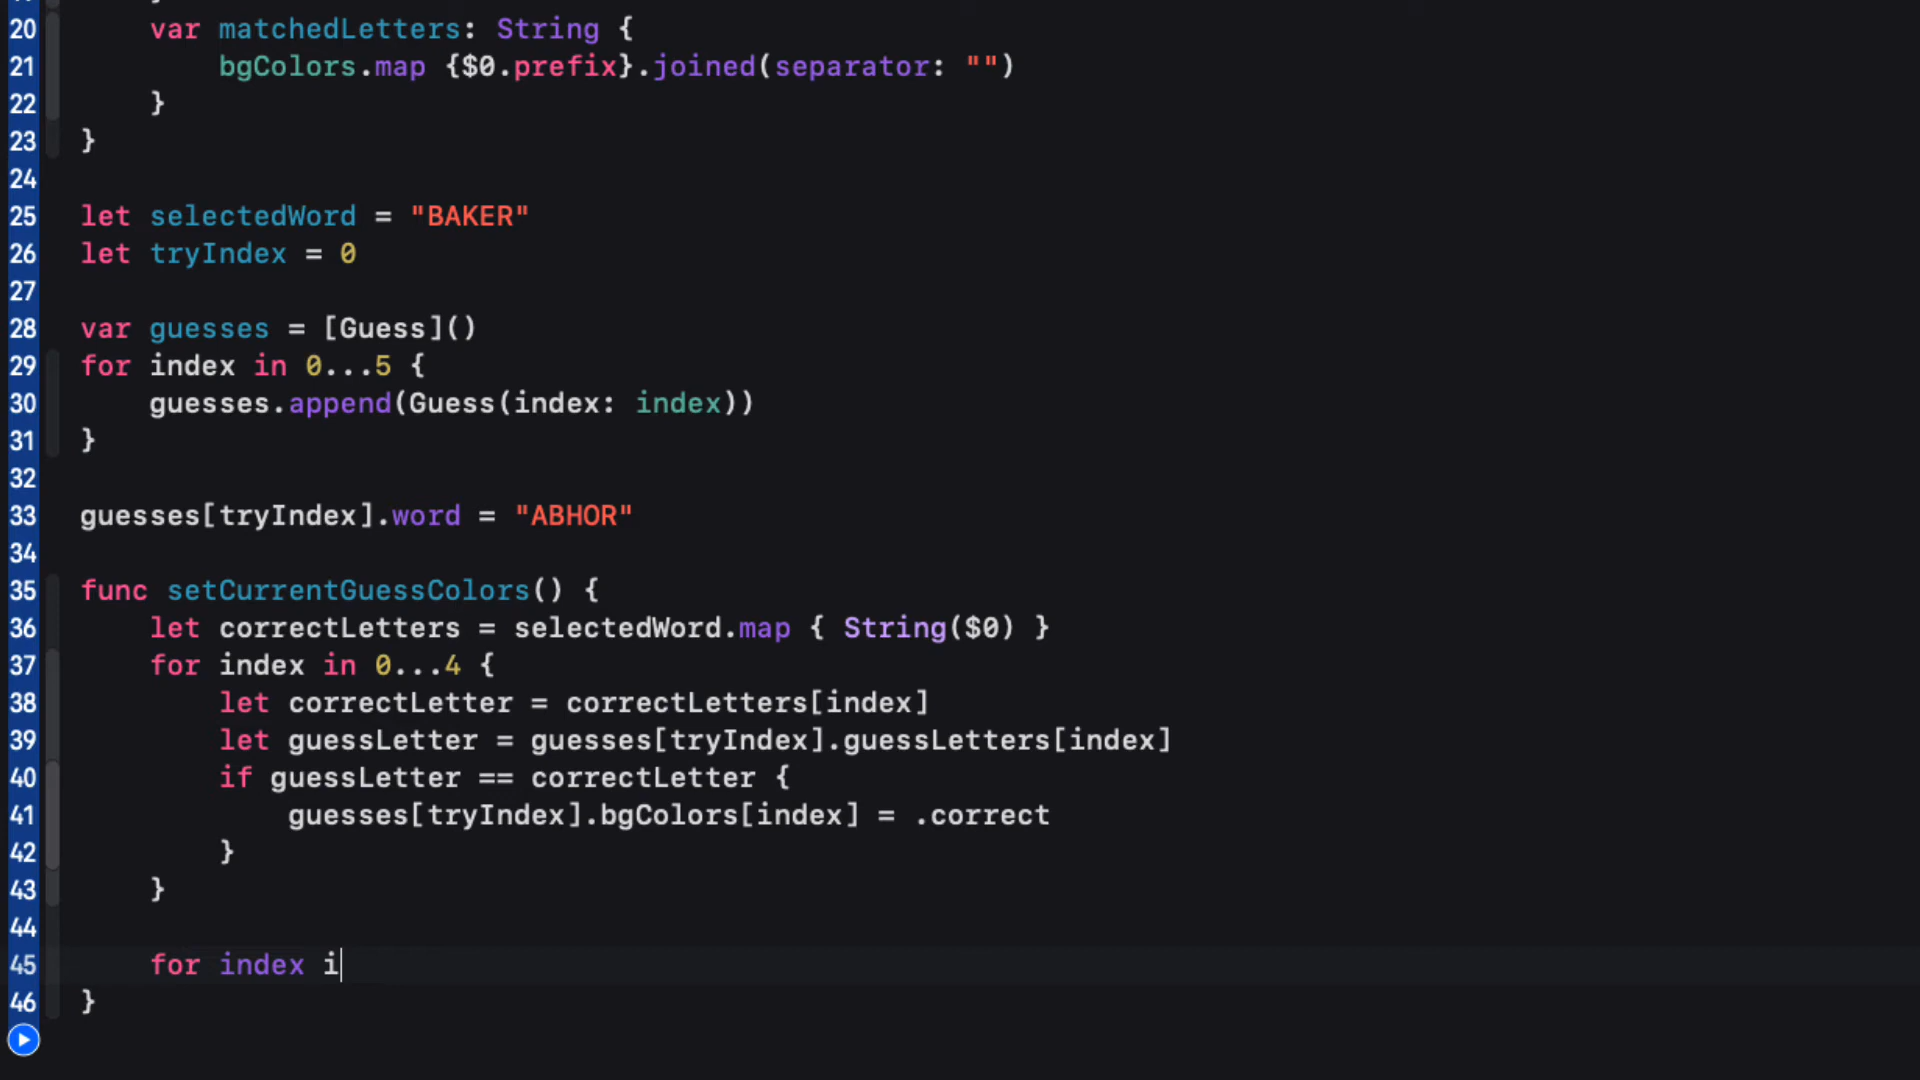 20 var matchedLetters: String {
21 bgColors.map {$0.prefix}.joined(separator: "")
22 }
23 }
24
25 let selectedWord = "BAKER"
26 let tryIndex = 0
27
28 var guesses = [Guess]()
29 for index in 0...5 {
30 guesses.append(Guess(index: index))
31 }
32
33 guesses[tryIndex].word = "ABHOR"
34
35 func setCurrentGuessColors() {
36 let correctLetters = selectedWord.map { String($0) }
37 for index in 0...4 {
38 let correctLetter = correctLetters[index]
39 let guessLetter = guesses[tryIndex].guessLetters[index]
40 if guessLetter == correctLetter {
41 guesses[tryIndex].bgColors[index] = .correct
42 }
43 }
44
45 for index i
46 }